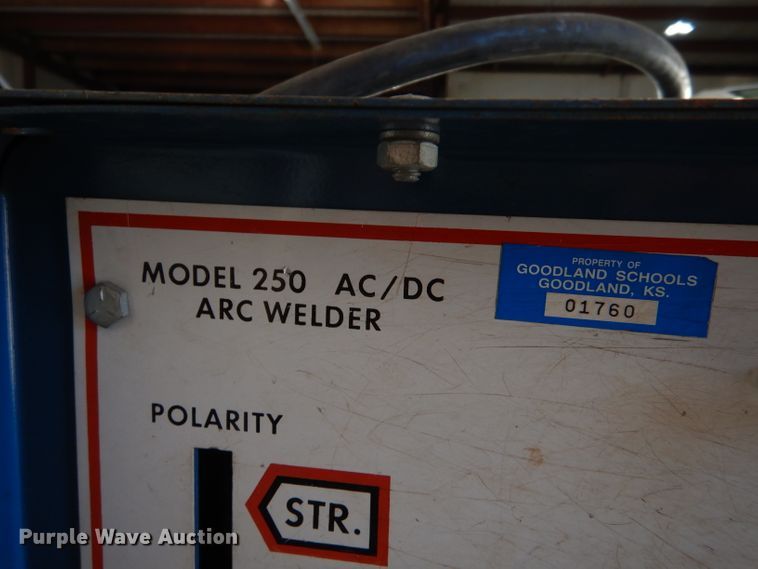 MODEL 250 AC/DC
ARC WELDER
PROPERTY OF
GOODLAND SCHOOLS
GOODLAND, KS.
01760
POLARITY
STR.
Purple Wave Auction